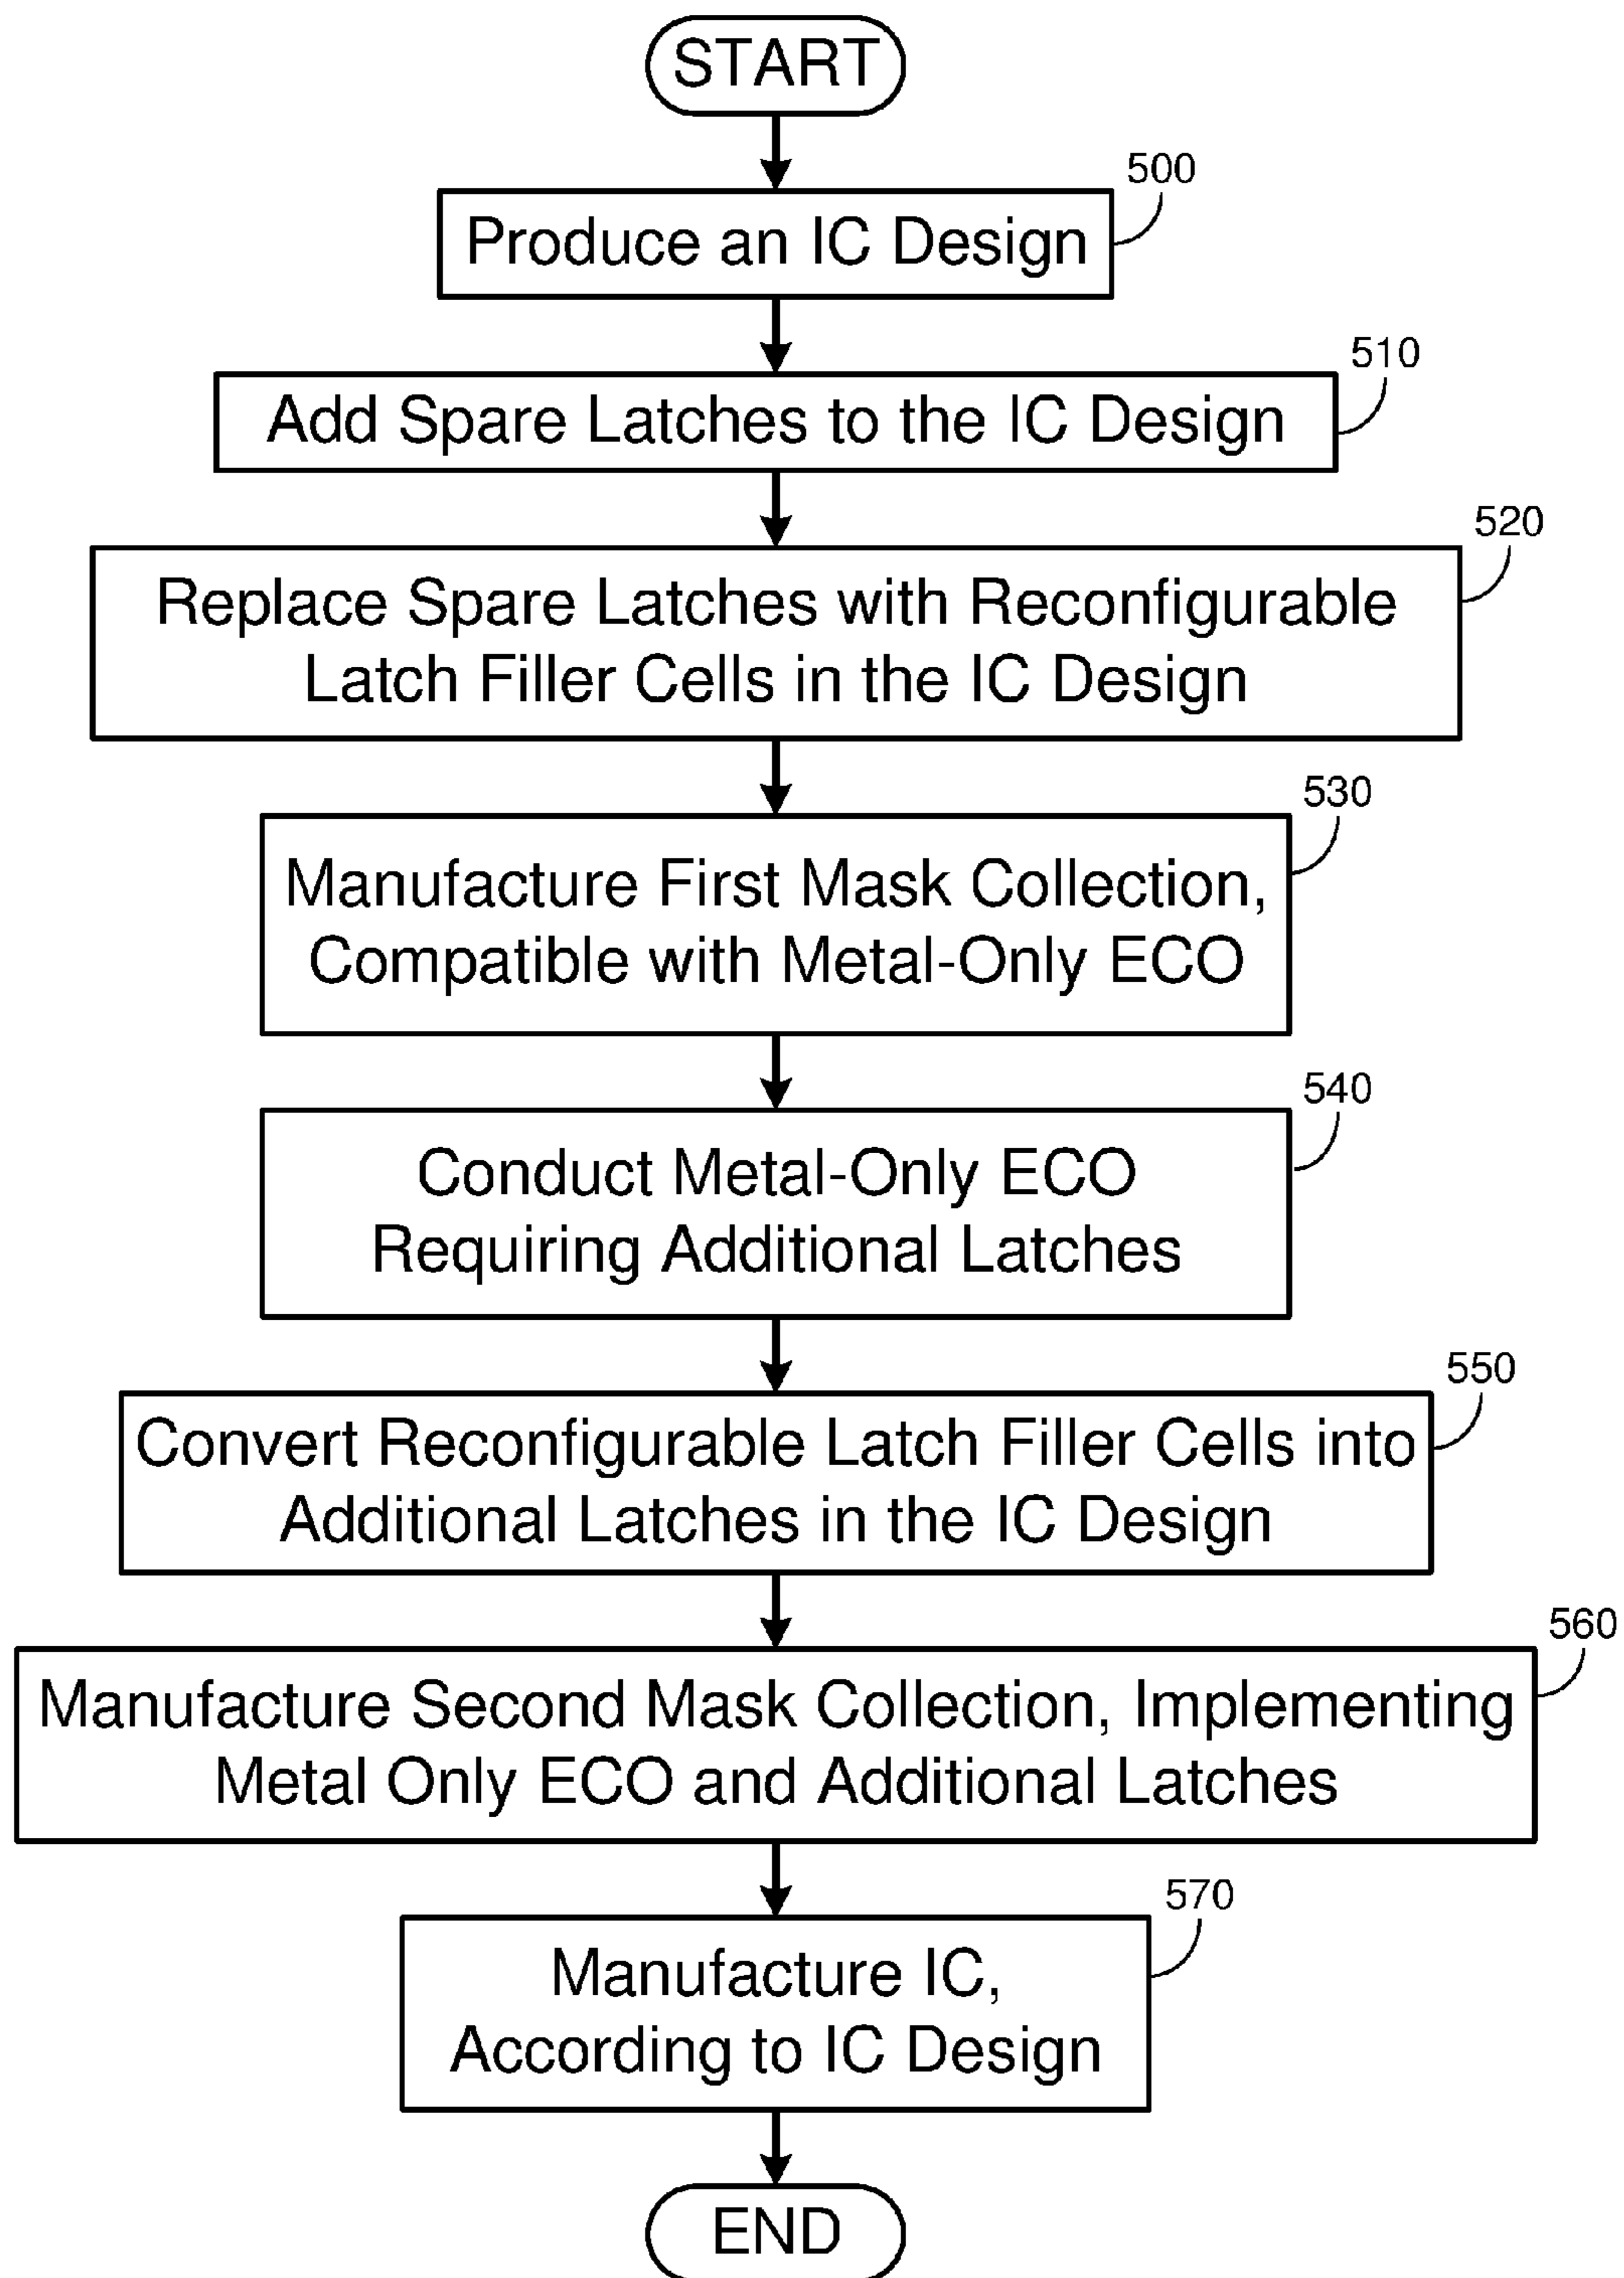 START
500
Produce an IC Design
510
Add Spare Latches to the IC Design
520
Replace Spare Latches with Reconfigurable
Latch Filler Cells in the IC Design
530
Manufacture First Mask Collection,
Compatible with Metal-Only ECO
540
Conduct Metal-Only ECO
Requiring Additional Latches
550
Convert Reconfigurable Latch Filler Cells into
Additional Latches in the IC Design
560
Manufacture Second Mask Collection, Implementing
Metal Only ECO and Additional Latches
570
Manufacture IC,
According to IC Design
END